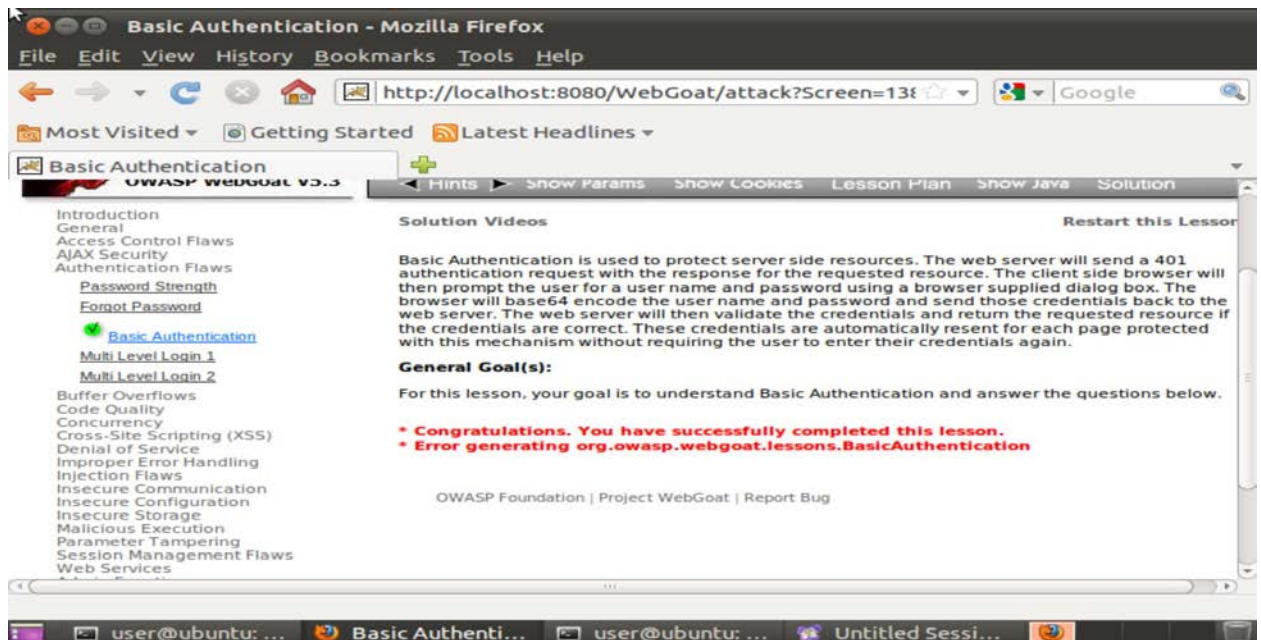 Basic Authentication - Mozilla Firefox
File Edit View History Bookmarks Tools Help
http://localhost:8080/WebGoat/attack?Screen=138
Google
Most Visited
Getting Started
Latest Headlines
Basic Authentication
OWASP WebGoat v5.3
Hints Show Params Show Cookies Lesson Plan Show Java Solution
Introduction
General
Access Control Flaws
AJAX Security
Authentication Flaws
Password Strength
Forgot Password
Basic Authentication
Multi Level Login 1
Multi Level Login 2
Buffer Overflows
Code Quality
Concurrency
Cross-Site Scripting (XSS)
Denial of Service
Improper Error Handling
Injection Flaws
Insecure Communication
Insecure Configuration
Insecure Storage
Malicious Execution
Parameter Tampering
Session Management Flaws
Web Services
Solution Videos
Restart this Lesson
Basic Authentication is used to protect server side resources. The web server will send a 401
authentication request with the response for the requested resource. The client side browser will
then prompt the user for a user name and password using a browser supplied dialog box. The
browser will base64 encode the user name and password and send those credentials back to the
web server. The web server will then validate the credentials and return the requested resource if
the credentials are correct. These credentials are automatically resent for each page protected
with this mechanism without requiring the user to enter their credentials again.
General Goal(s):
For this lesson, your goal is to understand Basic Authentication and answer the questions below.
* Congratulations. You have successfully completed this lesson.
* Error generating org.owasp.webgoat.lessons.BasicAuthentication
OWASP Foundation | Project WebGoat | Report Bug
user@ubuntu: ...
Basic Authenti...
user@ubuntu: ...
Untitled Sessi...